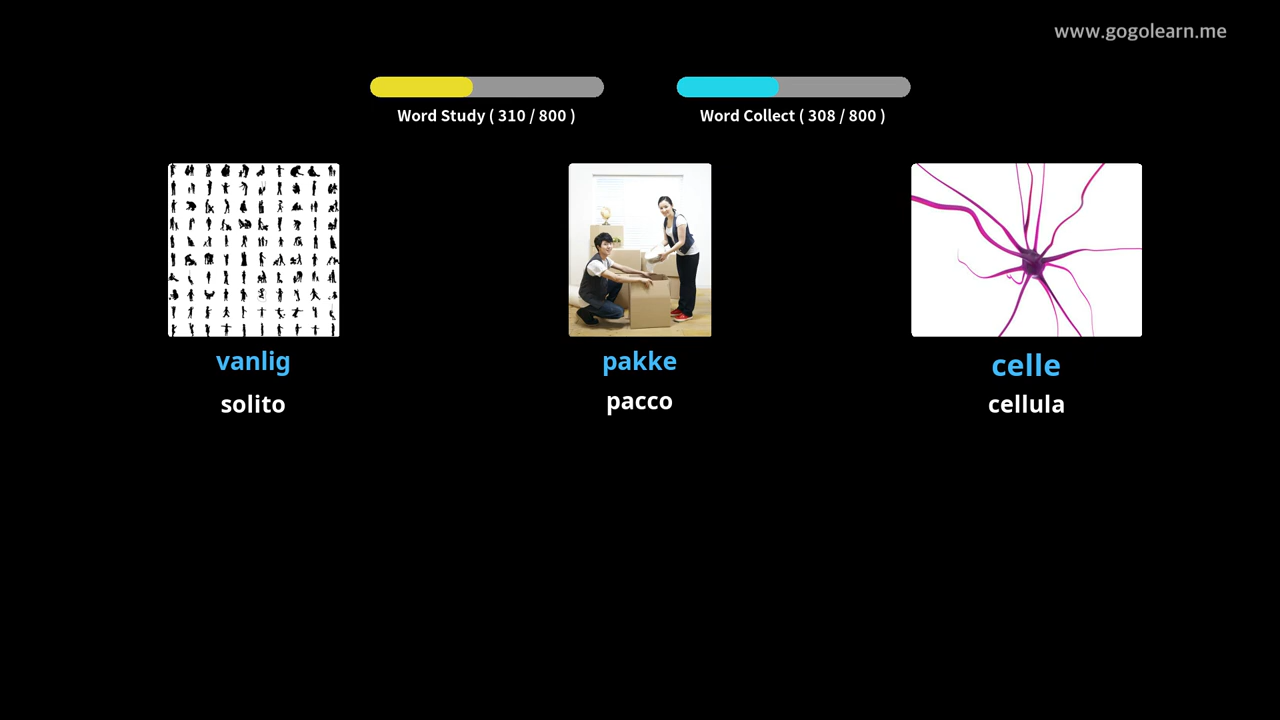 www.gogolearn.me
Word Study ( 310 / 800 )
Word Collect ( 308 / 800 )
vanlig
solito
pakke
pacco
celle
cellula